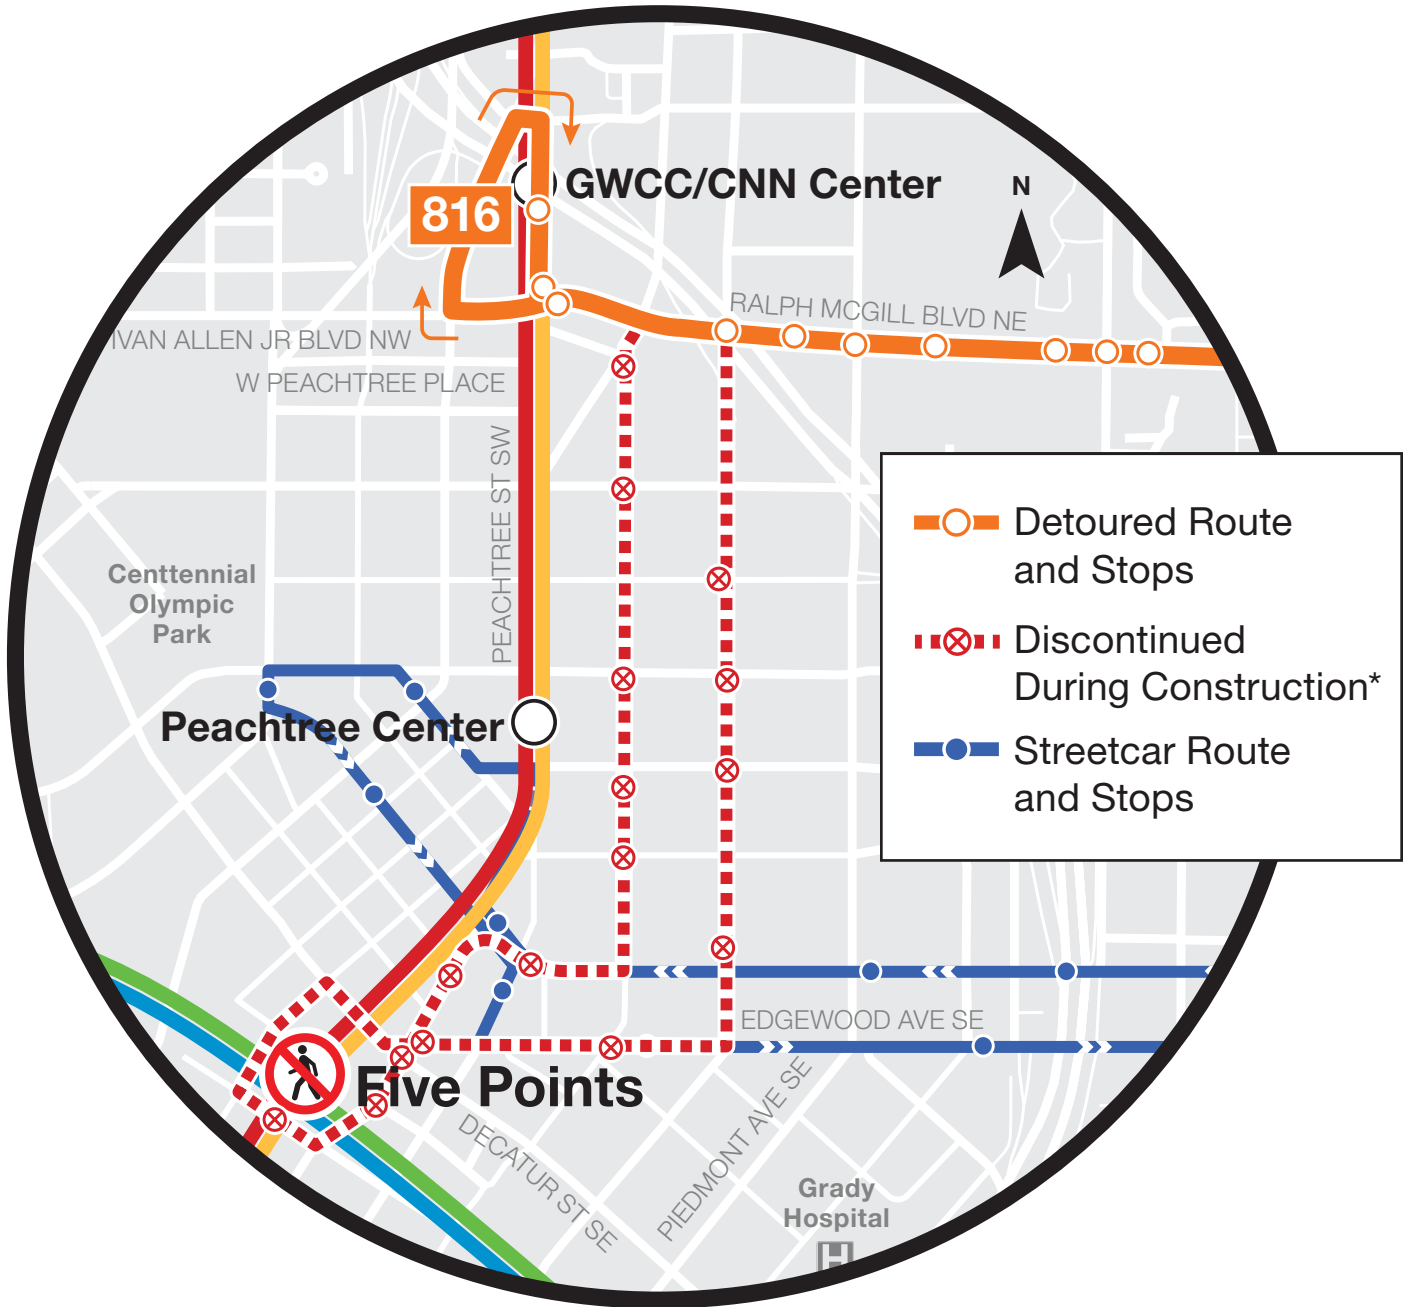 GWCC/CNN Center
N
816
RALPH MCGILL BLVD NE
IVAN ALLEN JR BLVD NW
W PEACHTREE PLACE
PEACHTREE ST SW
Detoured Route
and Stops
Discontinued
During Construction*
Streetcar Route
and Stops
Centtennial
Olympic
Park
Peachtree Center
EDGEWOOD AVE SE
Five Points
DECATUR ST SE
PIEDMONT AVE SE
Grady
Hospital
H